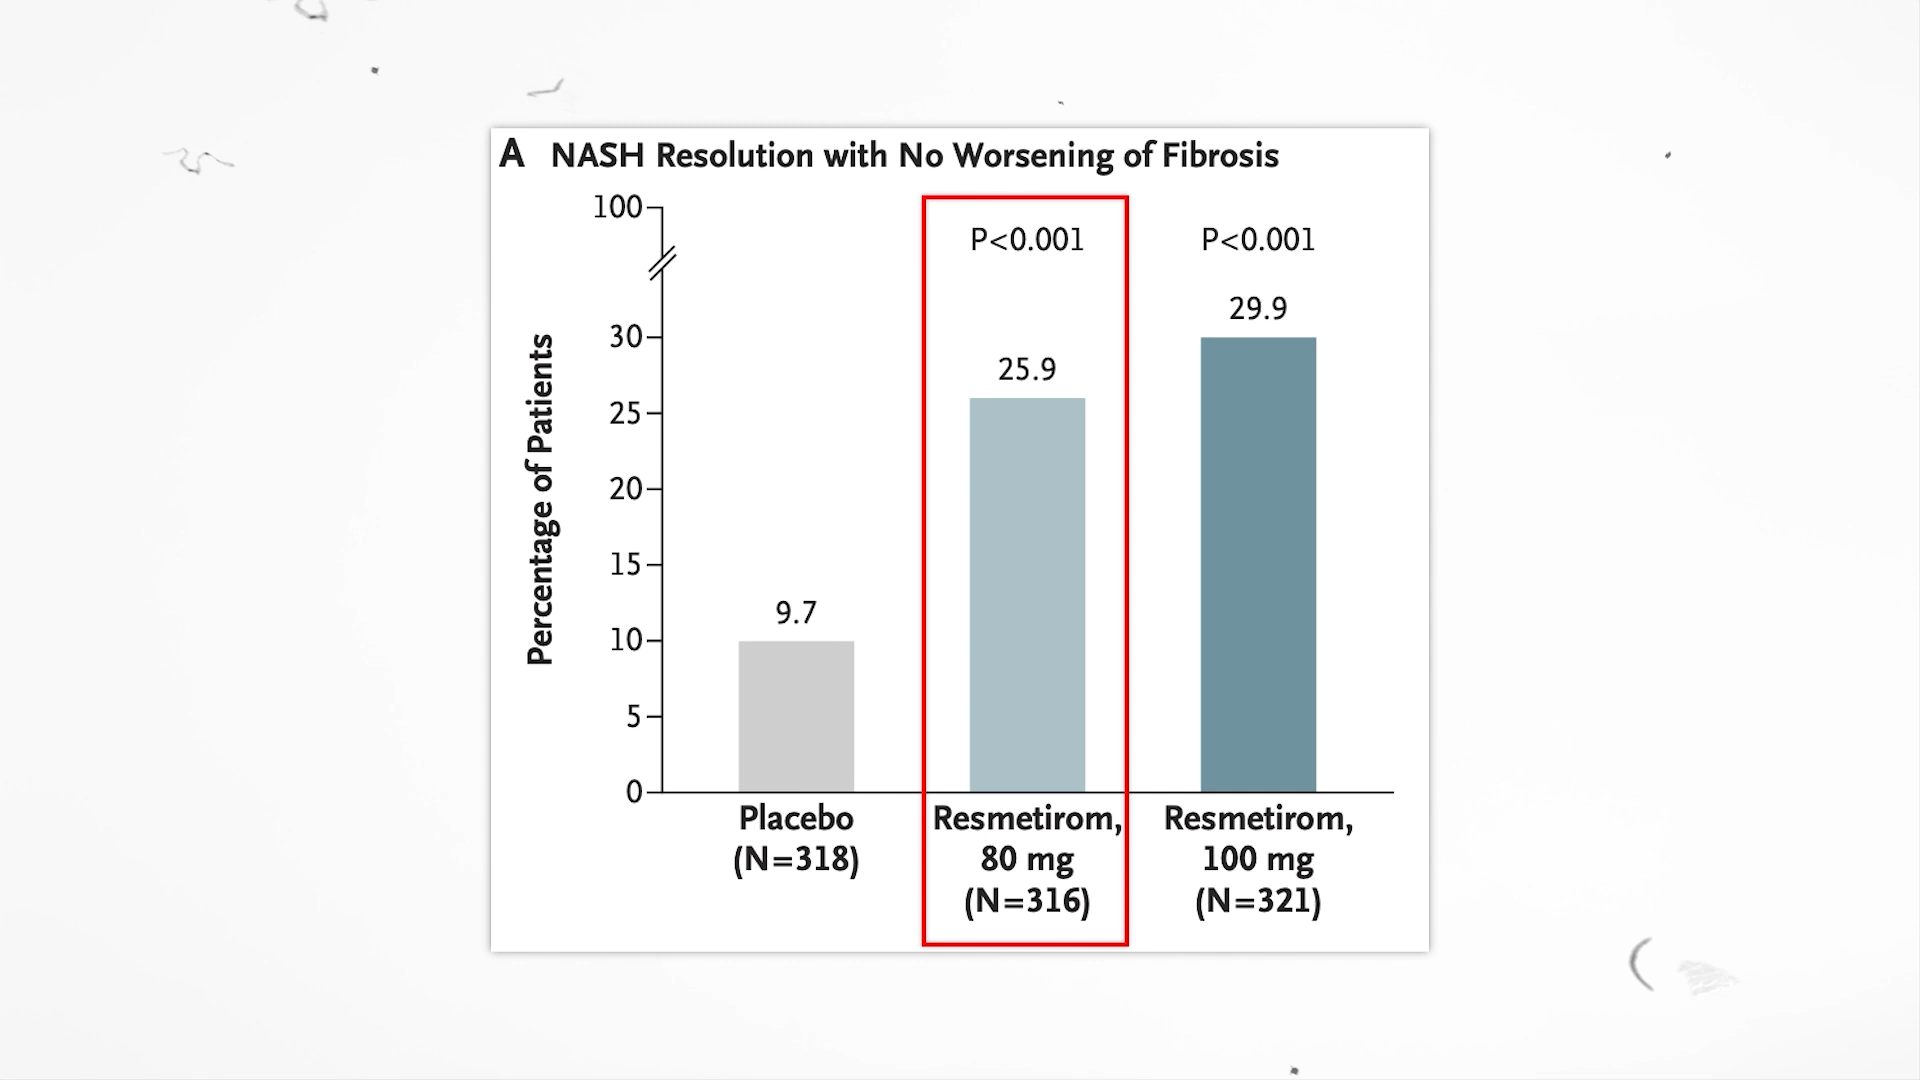 A NASH Resolution with No Worsening of Fibrosis
Percentage of Patients
100
30
25
20
15
10
5
0
P<0.001
P<0.001
9.7
25.9
29.9
Placebo
(N=318)
Resmetirom,
80 mg
(N=316)
Resmetirom,
100 mg
(N=321)